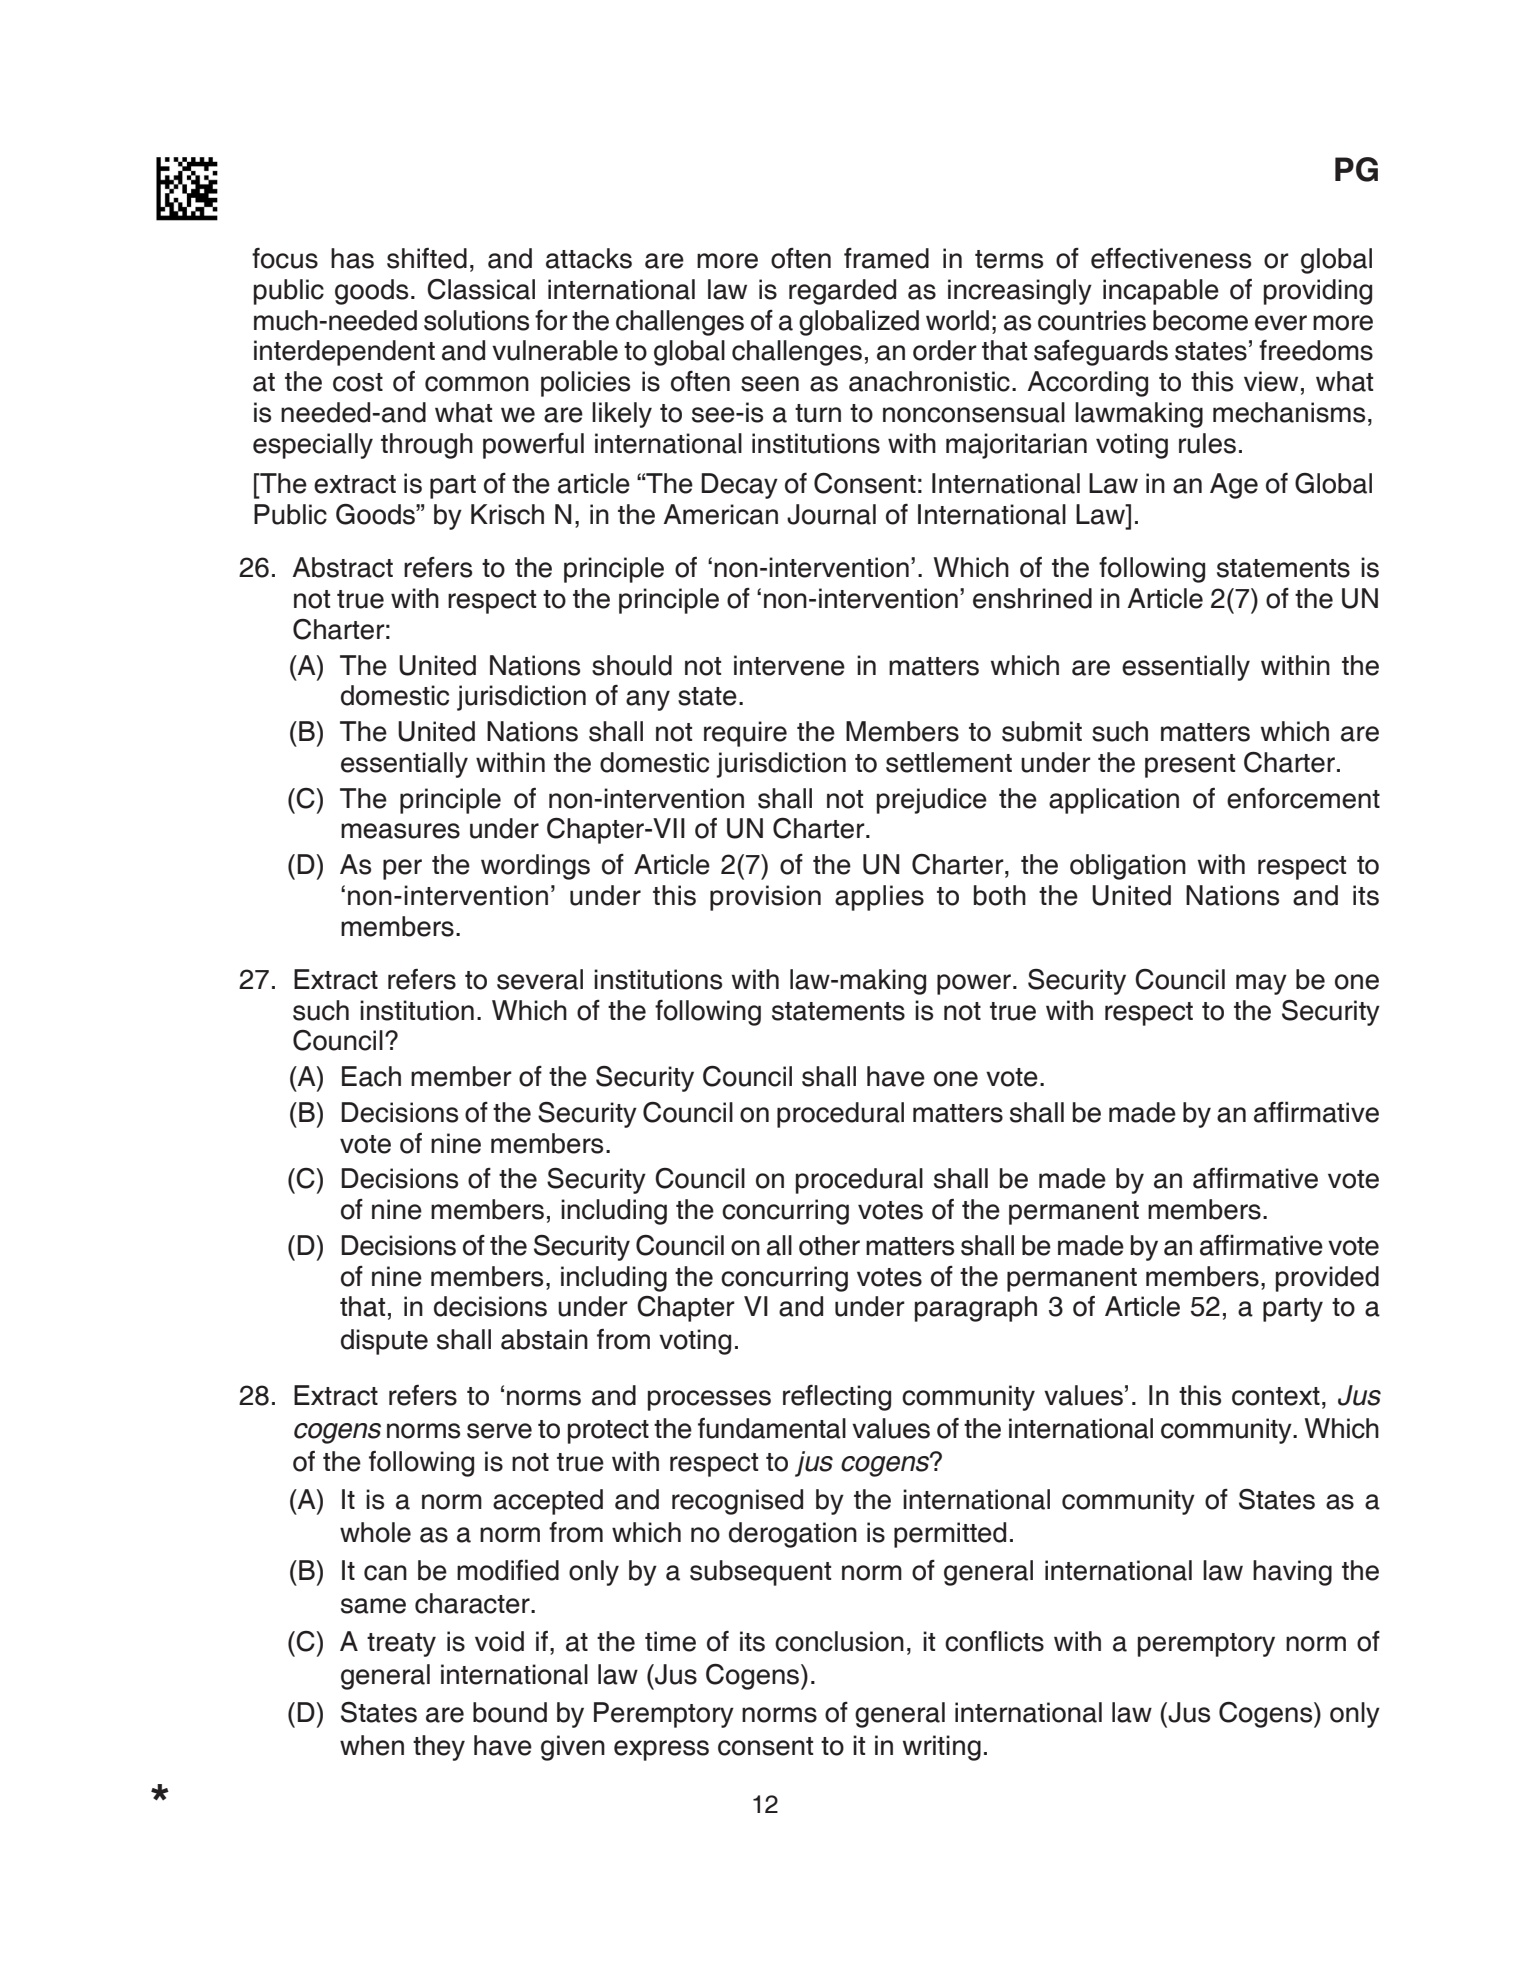 PG
focus has shifted, and attacks are more often framed in terms of effectiveness or global
public goods. Classical international law is regarded as increasingly incapable of providing
much-needed solutions for the challenges of a globalized world; as countries become ever more
interdependent and vulnerable to global challenges, an order that safeguards states’ freedoms
at the cost of common policies is often seen as anachronistic. According to this view, what
is needed-and what we are likely to see-is a turn to nonconsensual lawmaking mechanisms,
especially through powerful international institutions with majoritarian voting rules.
[The extract is part of the article “The Decay of Consent: International Law in an Age of Global
Public Goods” by Krisch N, in the American Journal of International Law].
26. Abstract refers to the principle of ‘non-intervention’. Which of the following statements is
not true with respect to the principle of ‘non-intervention’ enshrined in Article 2(7) of the UN
Charter:
(A) The United Nations should not intervene in matters which are essentially within the
domestic jurisdiction of any state.
(B) The United Nations shall not require the Members to submit such matters which are
essentially within the domestic jurisdiction to settlement under the present Charter.
(C) The principle of non-intervention shall not prejudice the application of enforcement
measures under Chapter-VII of UN Charter.
(D) As per the wordings of Article 2(7) of the UN Charter, the obligation with respect to
‘non-intervention’ under this provision applies to both the United Nations and its
members.
27. Extract refers to several institutions with law-making power. Security Council may be one
such institution. Which of the following statements is not true with respect to the Security
Council?
(A) Each member of the Security Council shall have one vote.
(B) Decisions of the Security Council on procedural matters shall be made by an affirmative
vote of nine members.
(C) Decisions of the Security Council on procedural shall be made by an affirmative vote
of nine members, including the concurring votes of the permanent members.
(D) Decisions of the Security Council on all other matters shall be made by an affirmative vote
of nine members, including the concurring votes of the permanent members, provided
that, in decisions under Chapter VI and under paragraph 3 of Article 52, a party to a
dispute shall abstain from voting.
28. Extract refers to ‘norms and processes reflecting community values’. In this context, Jus
cogens norms serve to protect the fundamental values of the international community. Which
of the following is not true with respect to jus cogens?
(A) It is a norm accepted and recognised by the international community of States as a
whole as a norm from which no derogation is permitted.
(B) It can be modified only by a subsequent norm of general international law having the
same character.
(C) A treaty is void if, at the time of its conclusion, it conflicts with a peremptory norm of
general international law (Jus Cogens).
(D) States are bound by Peremptory norms of general international law (Jus Cogens) only
when they have given express consent to it in writing.
* 12